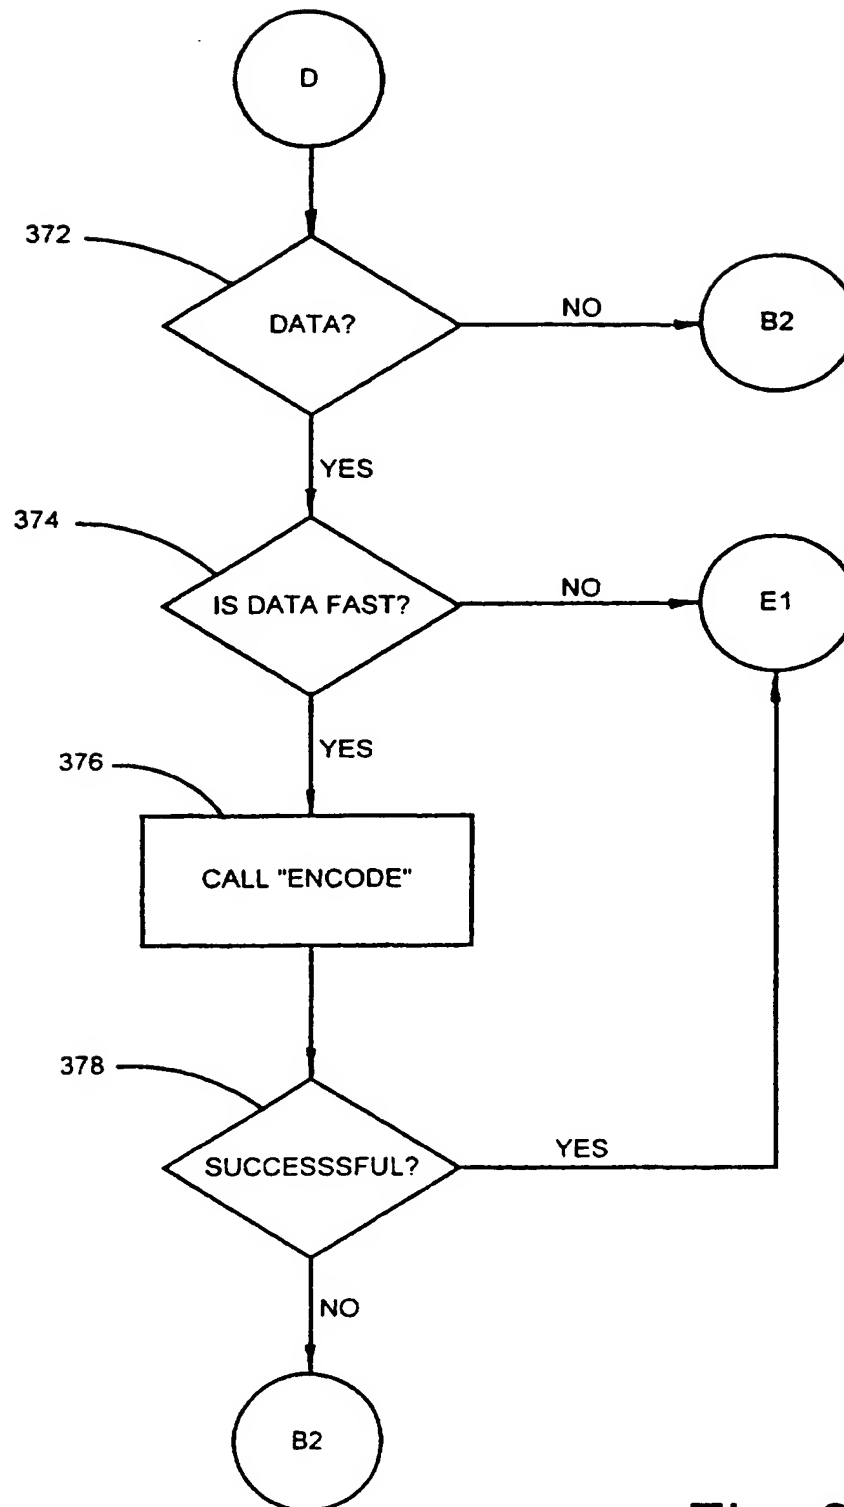 D
372
DATA?
NO
B2
YES
374
IS DATA FAST?
NO
E1
YES
376
CALL "ENCODE"
378
SUCCESSSFUL?
YES
NO
B2